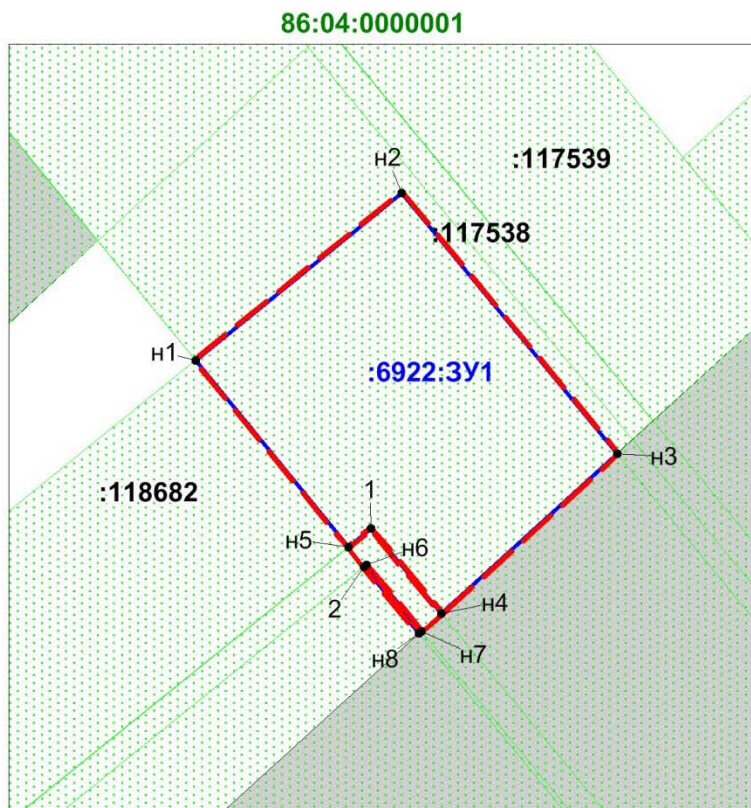 86:04:0000001
:117539
н2
:117538
н1
:6922:ЗУ1
н3
:118682
1
н5
н6
2
н4
н8
н7